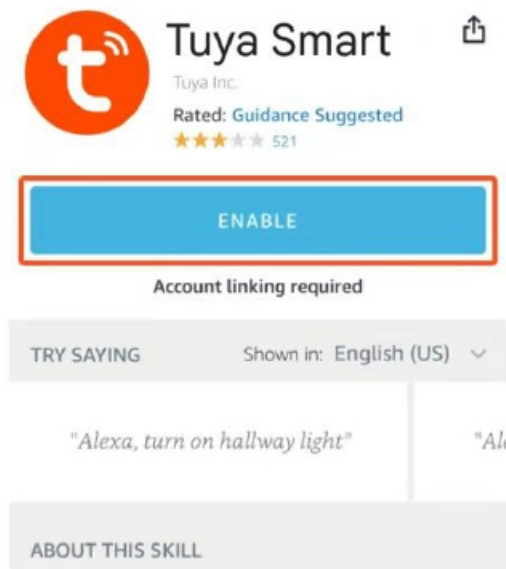 Tuya Smart
Tuya Inc.
Rated: Guidance Suggested
521
ENABLE
Account linking required
TRY SAYING Shown in: English (US)
"Alexa, turn on hallway light"
"Al
ABOUT THIS SKILL